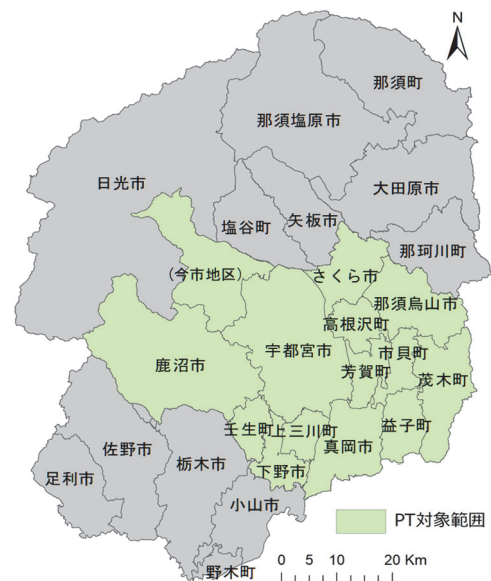 N
那須町
那須塩原市
日光市
大田原市
塩谷町
矢板市
那珂川町
(今市地区)
さくら市
那須烏山市
高根沢町
宇都宮市
市貝町
鹿沼市
芳賀町
茂木町
壬生町
上三川町
益子町
真岡市
佐野市
栃木市
下野市
足利市
小山市
PT対象範囲
野木町
0 5 10 20 Km